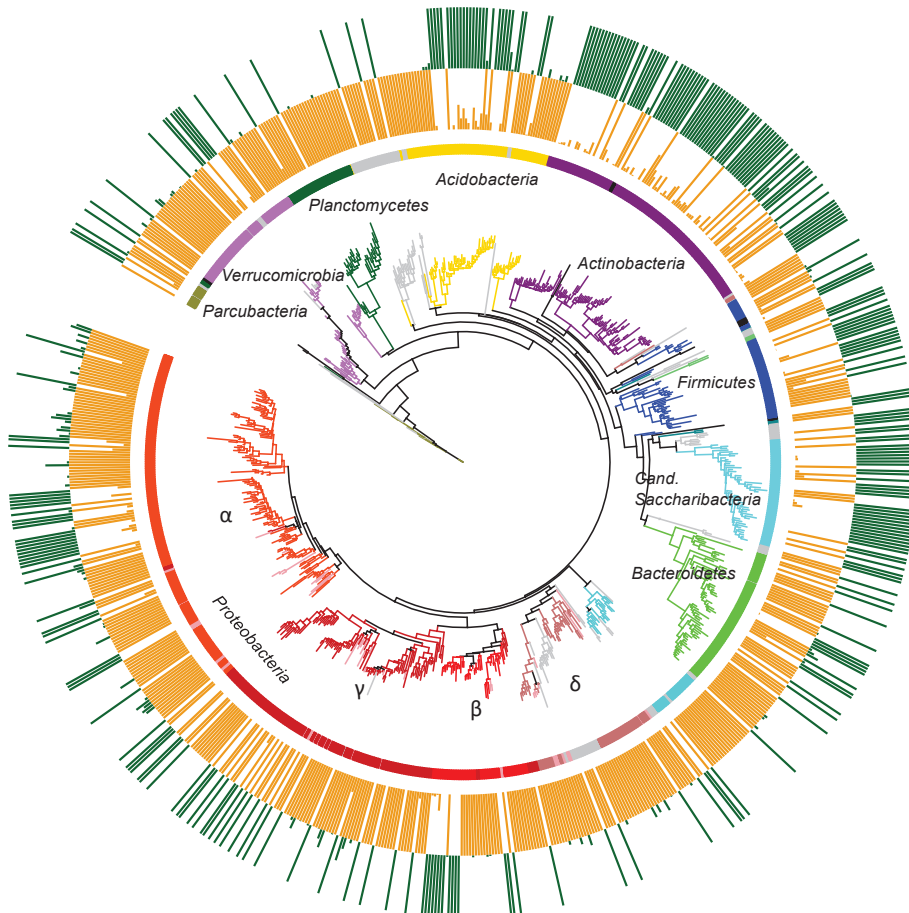 Acidobacteria
Planctomycetes
Actinobacteria
Verrucomicrobia
Parcubacteria
Firmicutes
Cand.
Saccharibacteria
α
Bacteroidetes
Proteobacteria
γ
β
δ